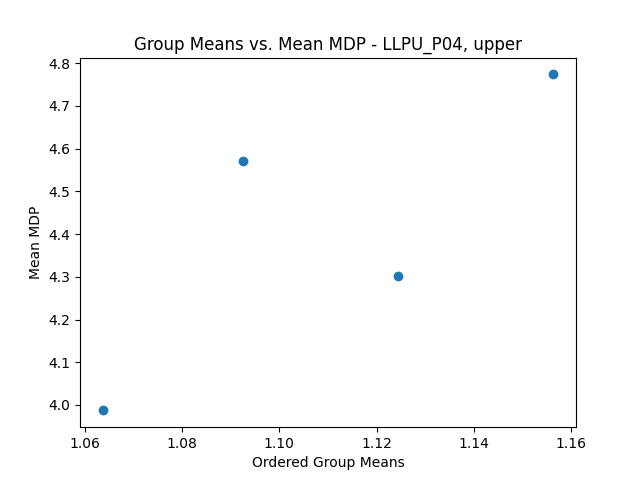 Group Means vs. Mean MDP - LLPU_P04, upper
4.8
4.7
4.6
4.5
4.4
4.3
4.2
4.1
4.0
Mean MDP
1.06 1.08 1.10 1.12 1.14 1.16
Ordered Group Means